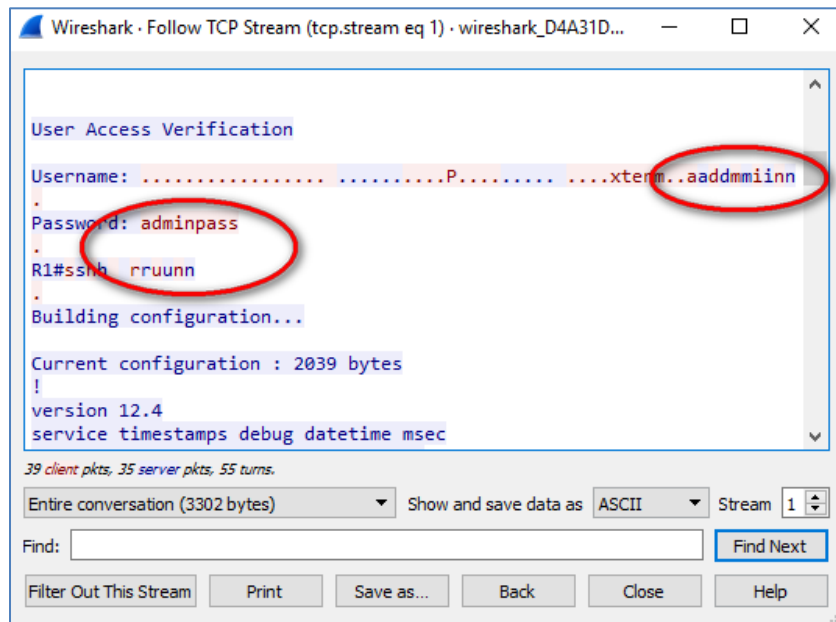 Wireshark · Follow TCP Stream (tcp.stream eq 1) · wireshark_D4A31D...
User Access Verification
Username: ................. ..........P......... ....xterm..aaddmmiinn
.
Password: adminpass
.
R1#sshh  rruunn
.
Building configuration...
Current configuration : 2039 bytes
!
version 12.4
service timestamps debug datetime msec
39 client pkts, 35 server pkts, 55 turns.
Entire conversation (3302 bytes) Show and save data as ASCII Stream 1
Find: Find Next
Filter Out This Stream Print Save as... Back Close Help